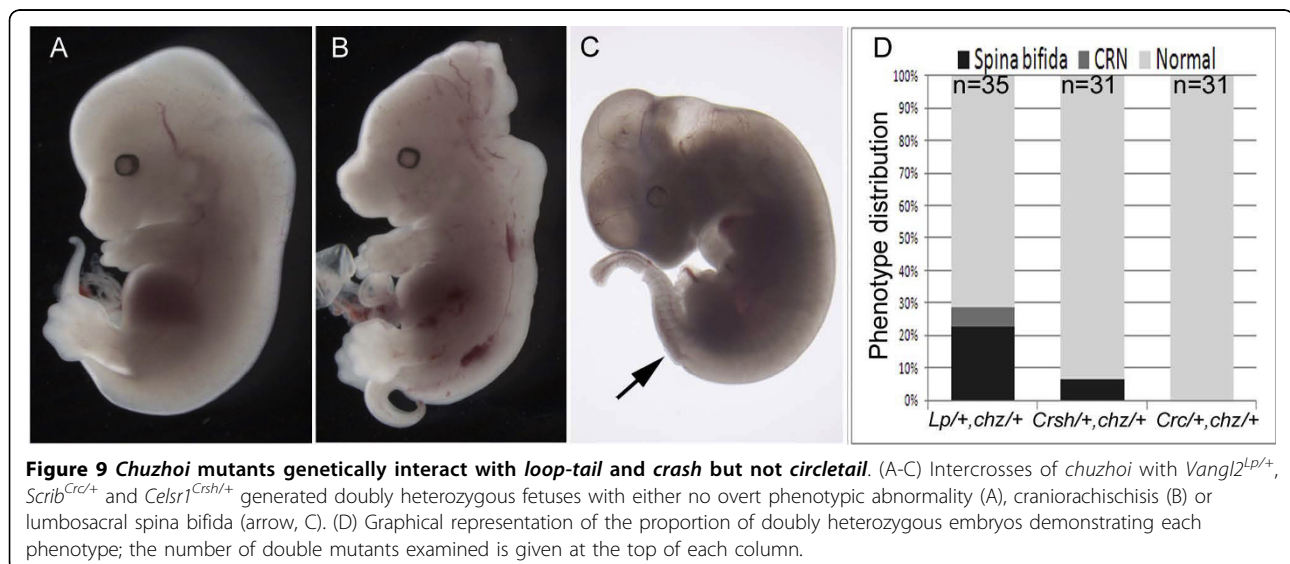 A
B
C
D
Spina bifida CRN Normal
100%
90%
80%
70%
60%
50%
40%
30%
20%
10%
0%
Phenotype distribution
n=35 n=31 n=31
Lp/+,chz/+ Crsh/+,chz/+ Crc/+,chz/+
Figure 9 Chuzhoi mutants genetically interact with loop-tail and crash but not circletail. (A-C) Intercrosses of chuzhoi with Vangl2Lp/+,
ScribCrc/+ and Celsr1Crsh/+ generated doubly heterozygous fetuses with either no overt phenotypic abnormality (A), craniorachischisis (B) or
lumbosacral spina bifida (arrow, C). (D) Graphical representation of the proportion of doubly heterozygous embryos demonstrating each
phenotype; the number of double mutants examined is given at the top of each column.